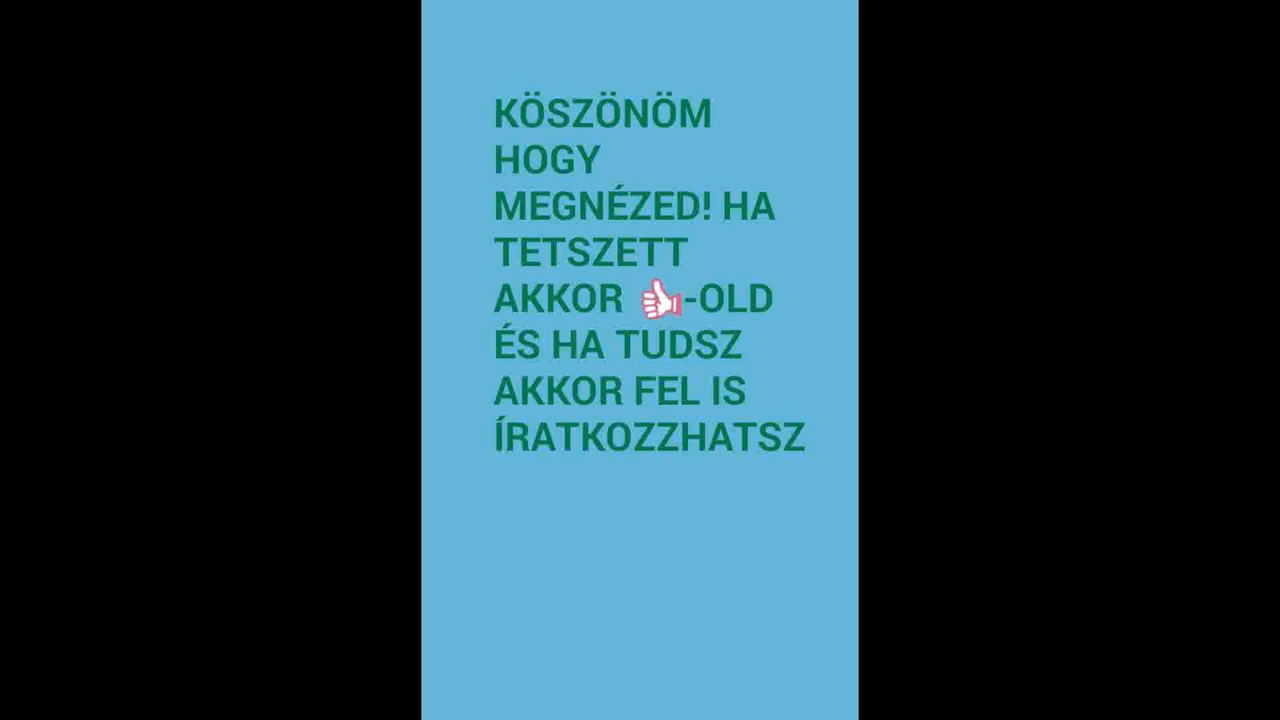 KÖSZÖNÖM
HOGY
MEGNÉZED! HA
TETSZETT
AKKOR 👍-OLD
ÉS HA TUDSZ
AKKOR FEL IS
ÍRATKOZZHATSZ